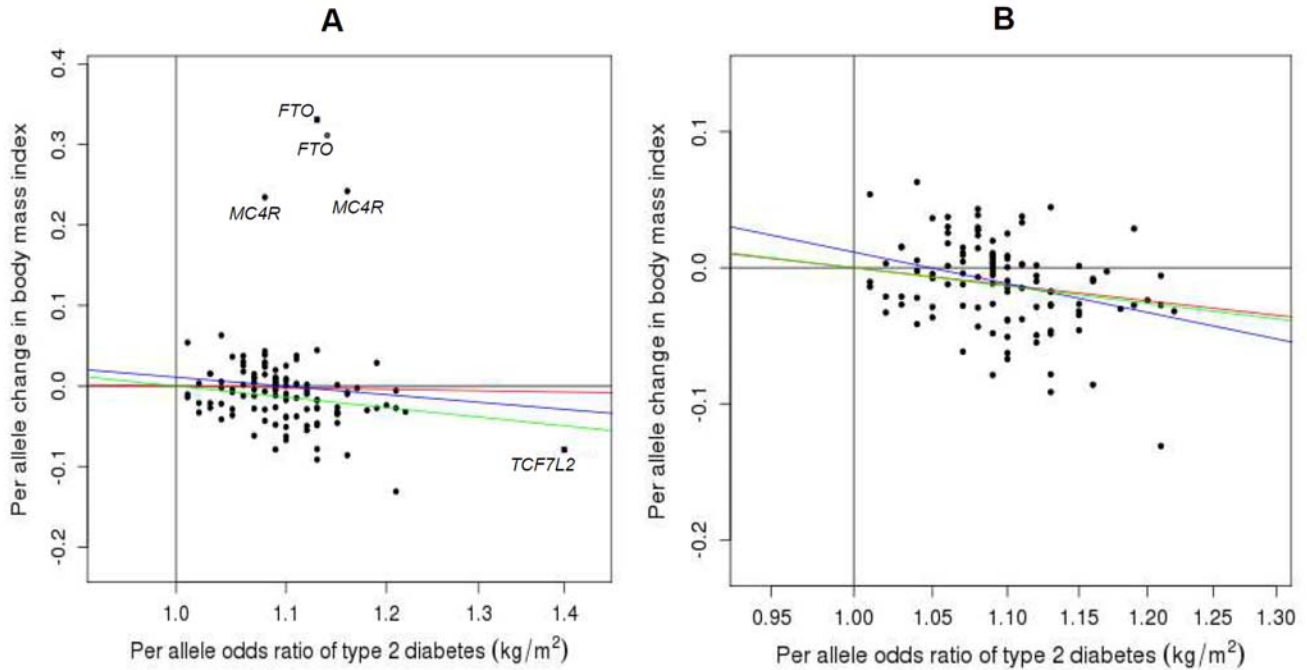 A
Per allele change in body mass index
0.4
0.3
0.2
0.1
0.0
-0.1
-0.2
FTO
FTO
MC4R
MC4R
TCF7L2
1.0 1.1 1.2 1.3 1.4
Per allele odds ratio of type 2 diabetes (kg/m²)
B
Per allele change in body mass index
0.1
0.0
-0.1
-0.2
0.95 1.00 1.05 1.10 1.15 1.20 1.25 1.30
Per allele odds ratio of type 2 diabetes (kg/m²)